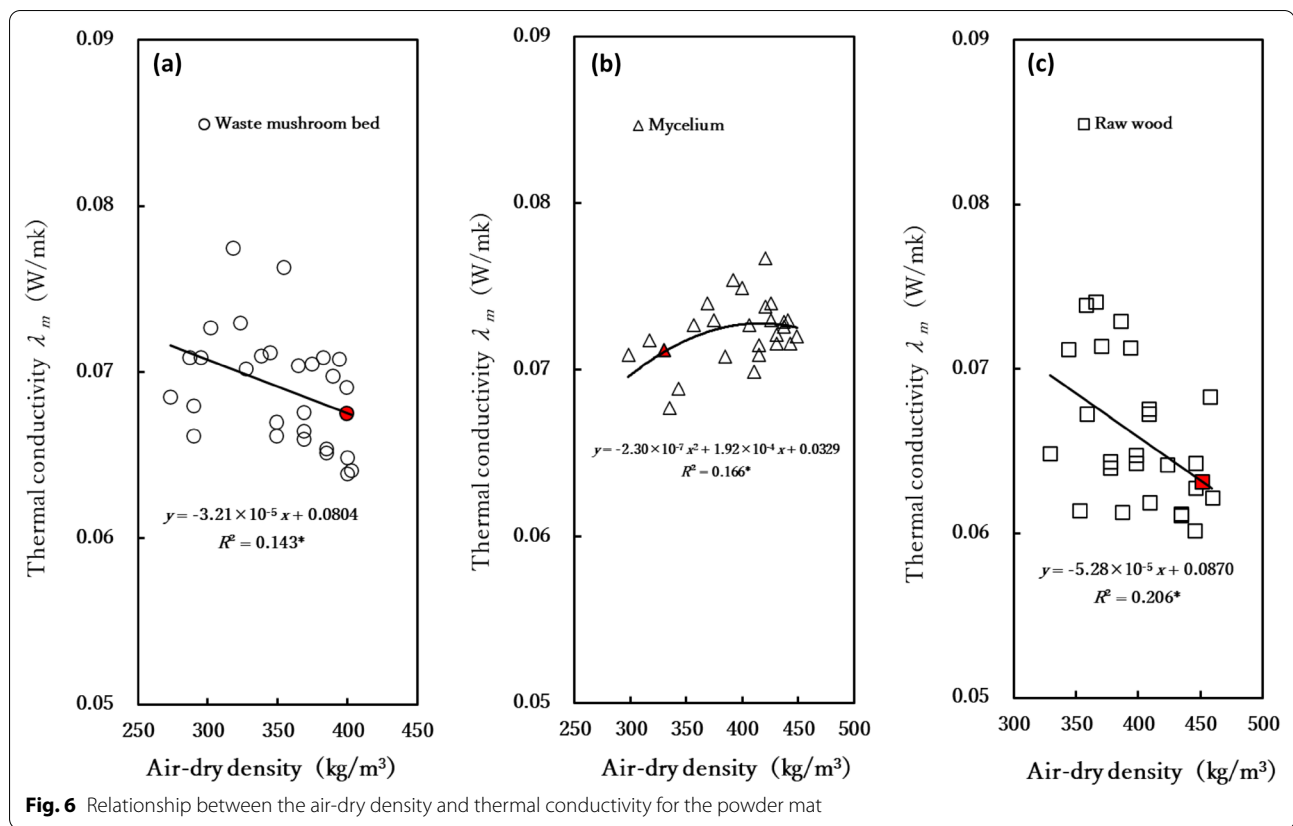 (a)
Waste mushroom bed
0.09
0.08
0.07
0.06
0.05
Thermal conductivity λ m (W/mk)
y = -3.21×10⁻⁵ x + 0.0804
R² = 0.143*
250 300 350 400 450
Air-dry density (kg/m³)
(b)
Mycelium
0.09
0.08
0.07
0.06
0.05
Thermal conductivity λ m (W/mk)
y = -2.30×10⁻⁷ x² + 1.92×10⁻⁴ x + 0.0329
R² = 0.166*
250 300 350 400 450 500
Air-dry density (kg/m³)
(c)
Raw wood
0.09
0.08
0.07
0.06
0.05
Thermal conductivity λ m (W/mk)
y = -5.28×10⁻⁵ x + 0.0870
R² = 0.206*
300 350 400 450 500
Air-dry density (kg/m³)
Fig. 6 Relationship between the air-dry density and thermal conductivity for the powder mat